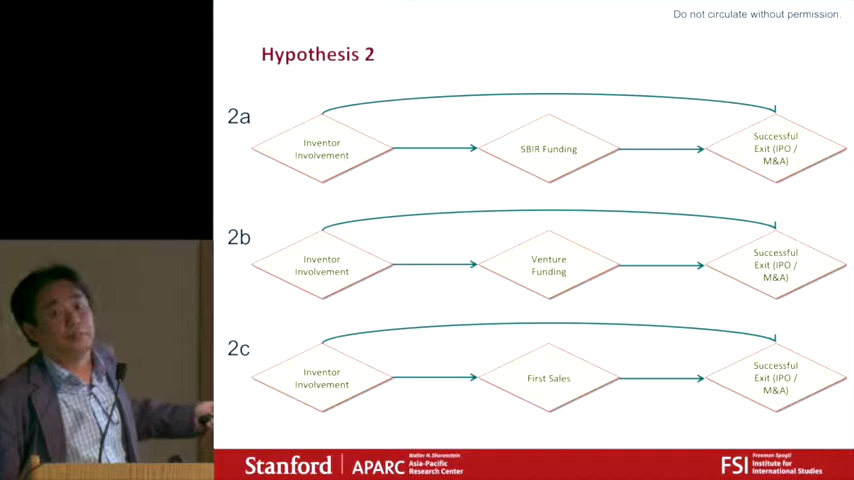 Do not circulate without permission.
Hypothesis 2
2a
Inventor
Involvement
SBIR Funding
Successful
Exit (IPO /
M&A)
2b
Inventor
Involvement
Venture
Funding
Successful
Exit (IPO /
M&A)
2c
Inventor
Involvement
First Sales
Successful
Exit (IPO /
M&A)
Stanford
APARC
Walter H. Shorenstein
Asia-Pacific
Research Center
FSI
Freeman Spogli
Institute for
International Studies